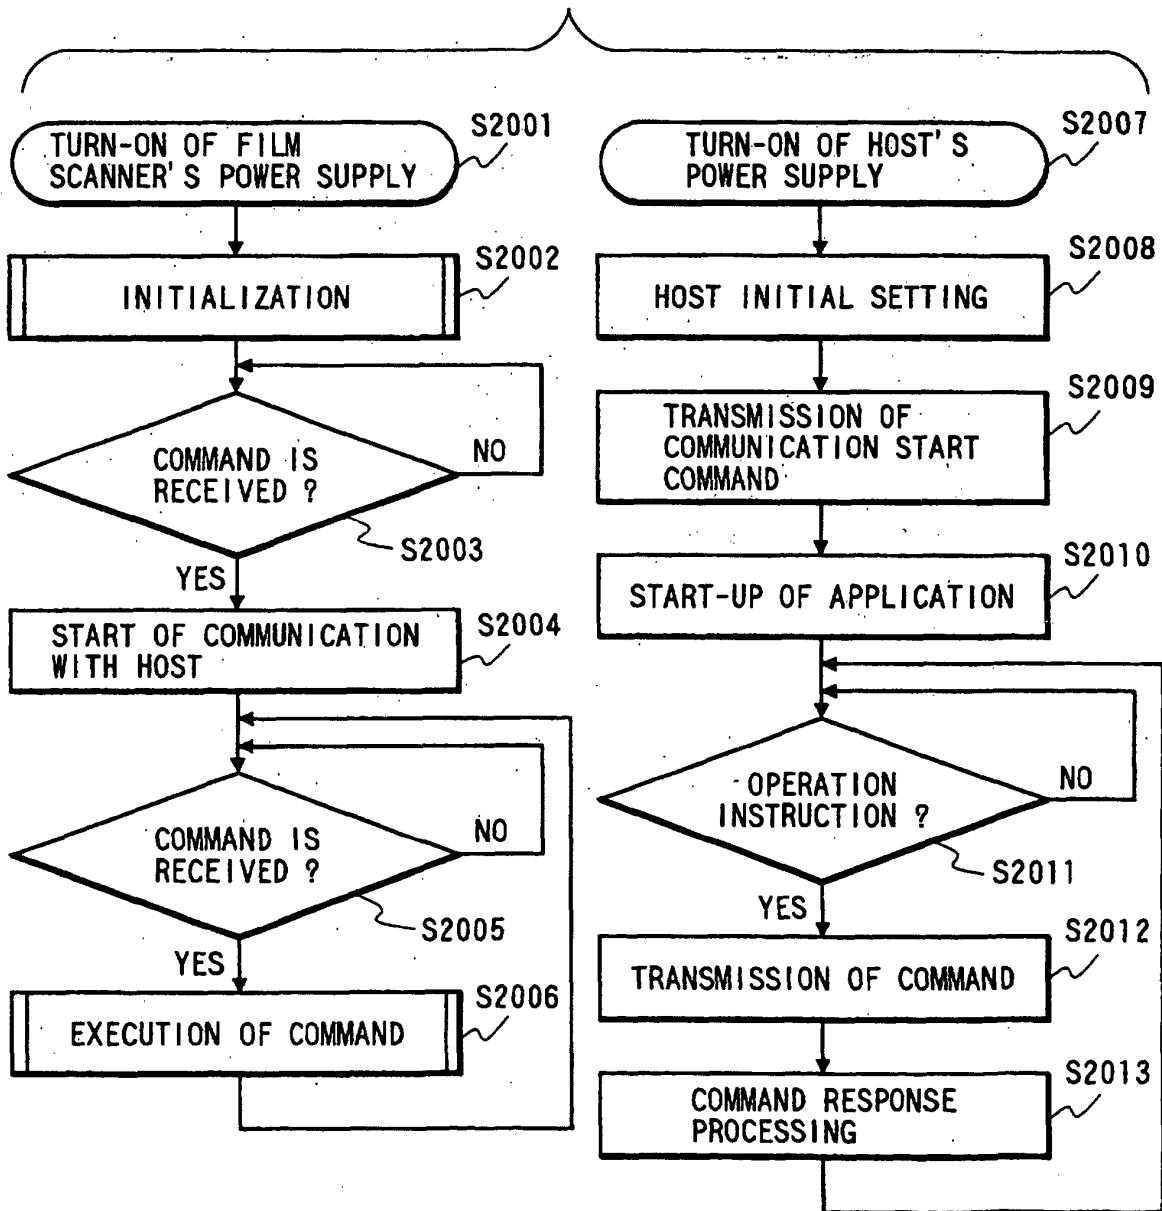 TURN-ON OF FILM
SCANNER'S POWER SUPPLY
S2001
INITIALIZATION
S2002
COMMAND IS
RECEIVED ?
NO
S2003
YES
START OF COMMUNICATION
WITH HOST
S2004
COMMAND IS
RECEIVED ?
NO
S2005
YES
EXECUTION OF COMMAND
S2006
TURN-ON OF HOST'S
POWER SUPPLY
S2007
HOST INITIAL SETTING
S2008
TRANSMISSION OF
COMMUNICATION START
COMMAND
S2009
START-UP OF APPLICATION
S2010
OPERATION
INSTRUCTION ?
NO
S2011
YES
TRANSMISSION OF COMMAND
S2012
COMMAND RESPONSE
PROCESSING
S2013